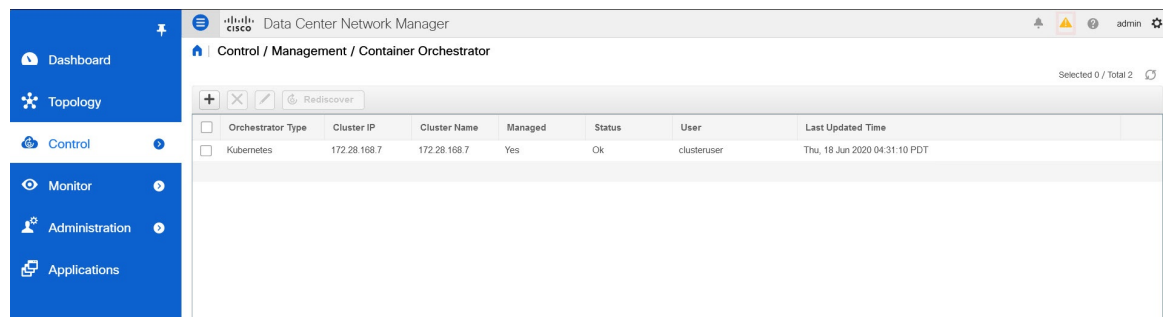 cisco Data Center Network Manager
admin
Control / Management / Container Orchestrator
Selected 0 / Total 2
Dashboard
Topology
Control
Monitor
Administration
Applications
Rediscover
Orchestrator Type Cluster IP Cluster Name Managed Status User Last Updated Time
Kubernetes 172.28.168.7 172.28.168.7 Yes Ok clusteruser Thu, 18 Jun 2020 04:31:10 PDT